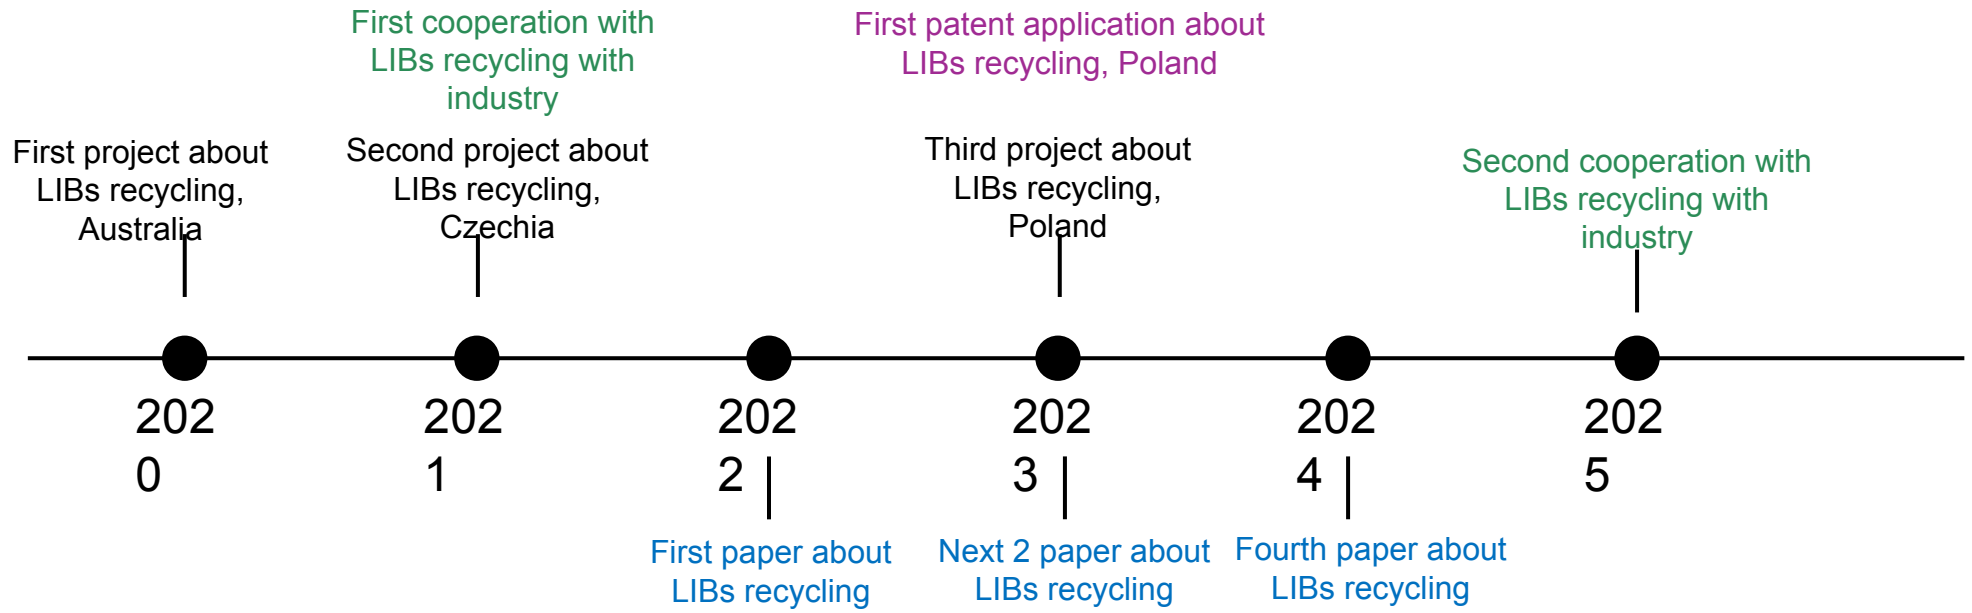 First cooperation with
LIBs recycling with
industry
First patent application about
LIBs recycling, Poland
First project about
LIBs recycling,
Australia
Second project about
LIBs recycling,
Czechia
Third project about
LIBs recycling,
Poland
Second cooperation with
LIBs recycling with
industry
202
0
202
1
202
2
202
3
202
4
202
5
First paper about
LIBs recycling
Next 2 paper about
LIBs recycling
Fourth paper about
LIBs recycling